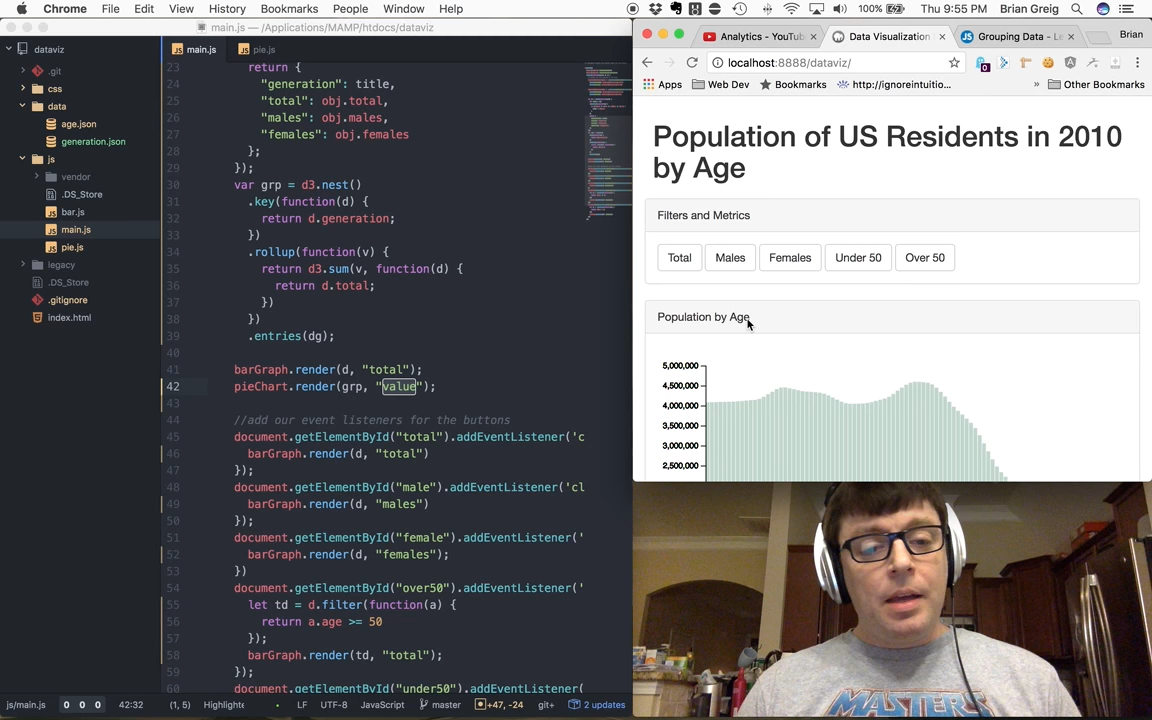 Chrome File Edit View History Bookmarks People Window Help 100% Thu 9:55 PM Brian Greig
main.js — /Applications/MAMP/htdocs/dataviz
dataviz
.git
css
data
age.json
generation.json
js
vendor
.DS_Store
bar.js
main.js
pie.js
legacy
.DS_Store
.gitignore
index.html
main.js pie.js
23 return {
24 "generation": title,
25 "total": obj.total,
26 "males": obj.males,
27 "females": obj.females
28 };
29 });
30 var grp = d3.nest()
31 .key(function(d) {
32 return d.generation;
33 })
34 .rollup(function(v) {
35 return d3.sum(v, function(d) {
36 return d.total;
37 })
38 })
39 .entries(dg);
40
41 barGraph.render(d, "total");
42 pieChart.render(grp, "value");
43
44 //add our event listeners for the buttons
45 document.getElementById("total").addEventListener('c
46 barGraph.render(d, "total")
47 });
48 document.getElementById("male").addEventListener('cl
49 barGraph.render(d, "males")
50 });
51 document.getElementById("female").addEventListener('
52 barGraph.render(d, "females");
53 })
54 document.getElementById("over50").addEventListener('
55 let td = d.filter(function(a) {
56 return a.age >= 50
57 });
58 barGraph.render(td, "total");
59 });
60 document.getElementById("under50").addEventListener(
js/main.js 0 0 0 42:32 (1, 5) Highlighte LF UTF-8 JavaScript master +47, -24 git+ 2 updates
Analytics - YouTub Data Visualization Grouping Data - Le Brian
localhost:8888/dataviz/ 0
Apps Web Dev Bookmarks http://ignoreintuitio... » Other Bookmarks
Population of US Residents in 2010
by Age
Filters and Metrics
Total Males Females Under 50 Over 50
Population by Age
5,000,000
4,500,000
4,000,000
3,500,000
3,000,000
2,500,000
MASTERS